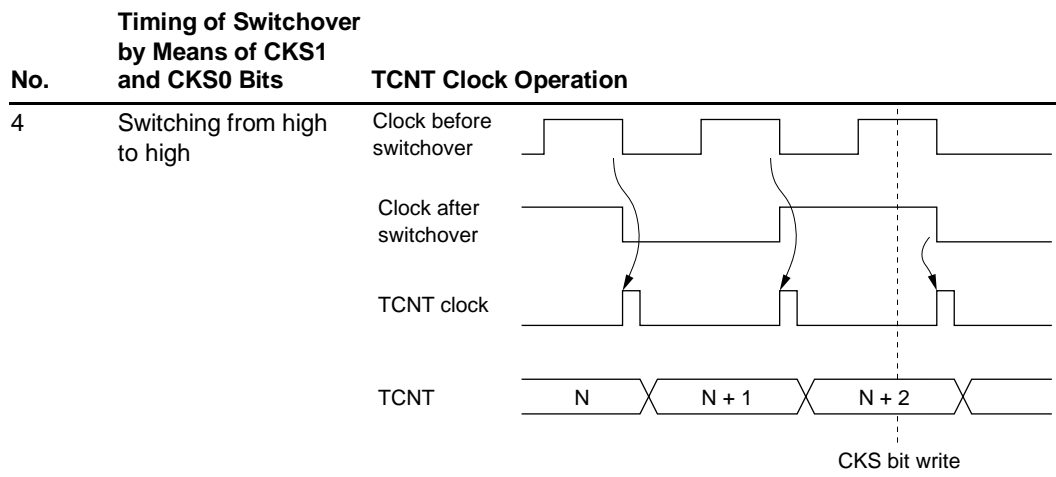 Timing of Switchover
by Means of CKS1
No. and CKS0 Bits TCNT Clock Operation
4 Switching from high Clock before
to high switchover
Clock after
switchover
TCNT clock
TCNT N N + 1 N + 2
CKS bit write